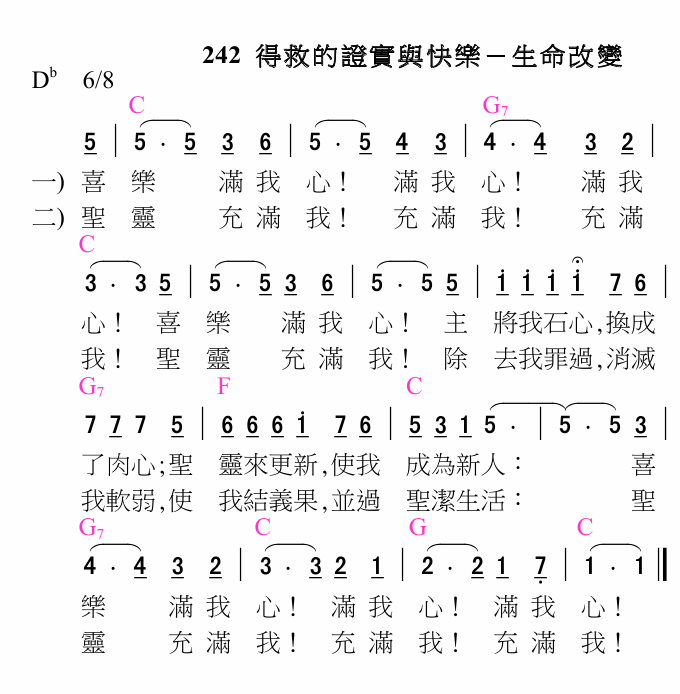 242 得救的證實與快樂－生命改變
Db 6/8
C G7
5 | 5 . 5 3 6 | 5 . 5 4 3 | 4 . 4 3 2 |
一) 喜 樂 滿 我 心！ 滿 我 心！ 滿 我
二) 聖 靈 充 滿 我！ 充 滿 我！ 充 滿
C
3 . 3 5 | 5 . 5 3 6 | 5 . 5 5 | i i i i 7 6 |
心！ 喜 樂 滿 我 心！ 主 將我石心,換成
我！ 聖 靈 充 滿 我！ 除 去我罪過,消滅
G7 F C
7 7 7 5 | 6 6 6 i 7 6 | 5 3 1 5 . | 5 . 5 3 |
了肉心;聖 靈來更新,使我 成為新人： 喜
我軟弱,使 我結義果,並過 聖潔生活： 聖
G7 C G C
4 . 4 3 2 | 3 . 3 2 1 | 2 . 2 1 7 | 1 . 1 ‖
樂 滿 我 心！ 滿 我 心！ 滿 我 心！
靈 充 滿 我！ 充 滿 我！ 充 滿 我！